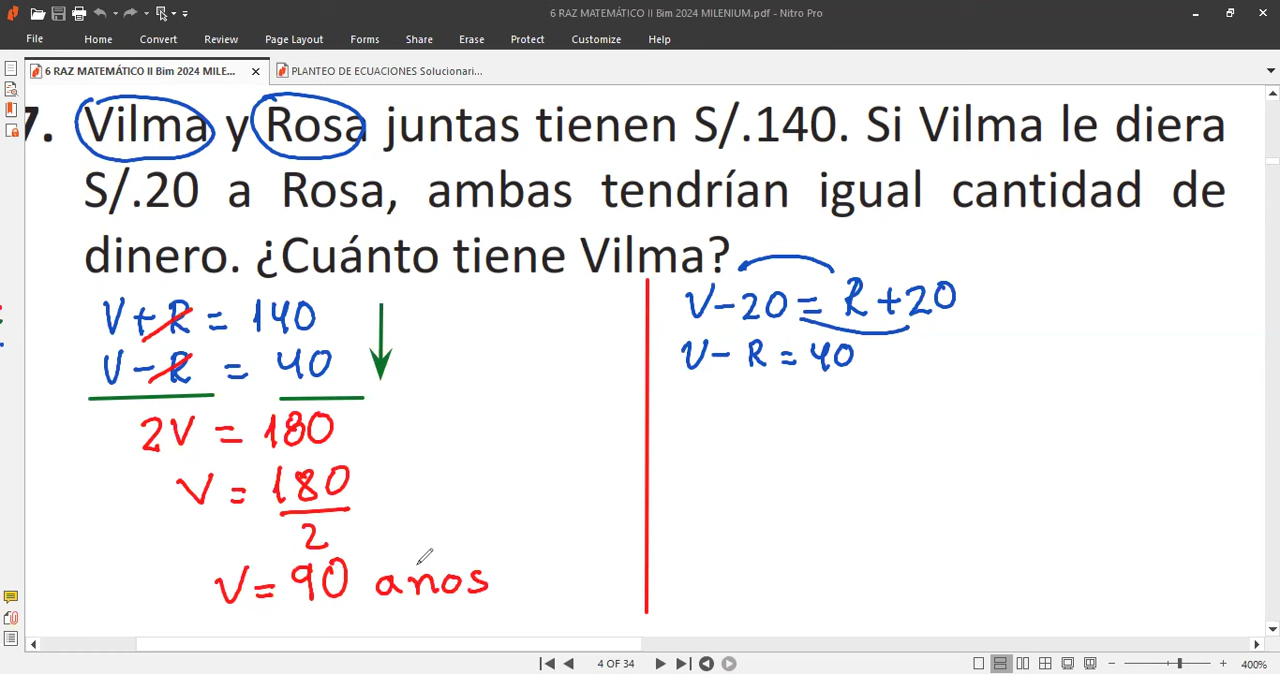 6 RAZ MATEMÁTICO II Bim 2024 MILENIUM.pdf - Nitro Pro
File Home Convert Review Page Layout Forms Share Erase Protect Customize Help
6 RAZ MATEMÁTICO II Bim 2024 MILE... PLANTEO DE ECUACIONES Solucionari...
7. Vilma y Rosa juntas tienen S/.140. Si Vilma le diera
S/.20 a Rosa, ambas tendrían igual cantidad de
dinero. ¿Cuánto tiene Vilma?
V+R = 140
V-R = 40
2V = 180
V = 180
2
V = 90 anos
V-20 = R+20
V-R = 40
4 OF 34
400%